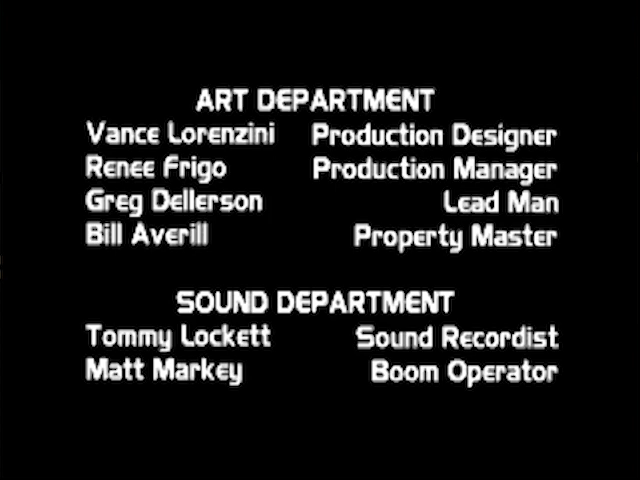 ART DEPARTMENT
Vance Lorenzini Production Designer
Renee Frigo Production Manager
Greg Dellerson Lead Man
Bill Averill Property Master
SOUND DEPARTMENT
Tommy Lockett Sound Recordist
Matt Markey Boom Operator